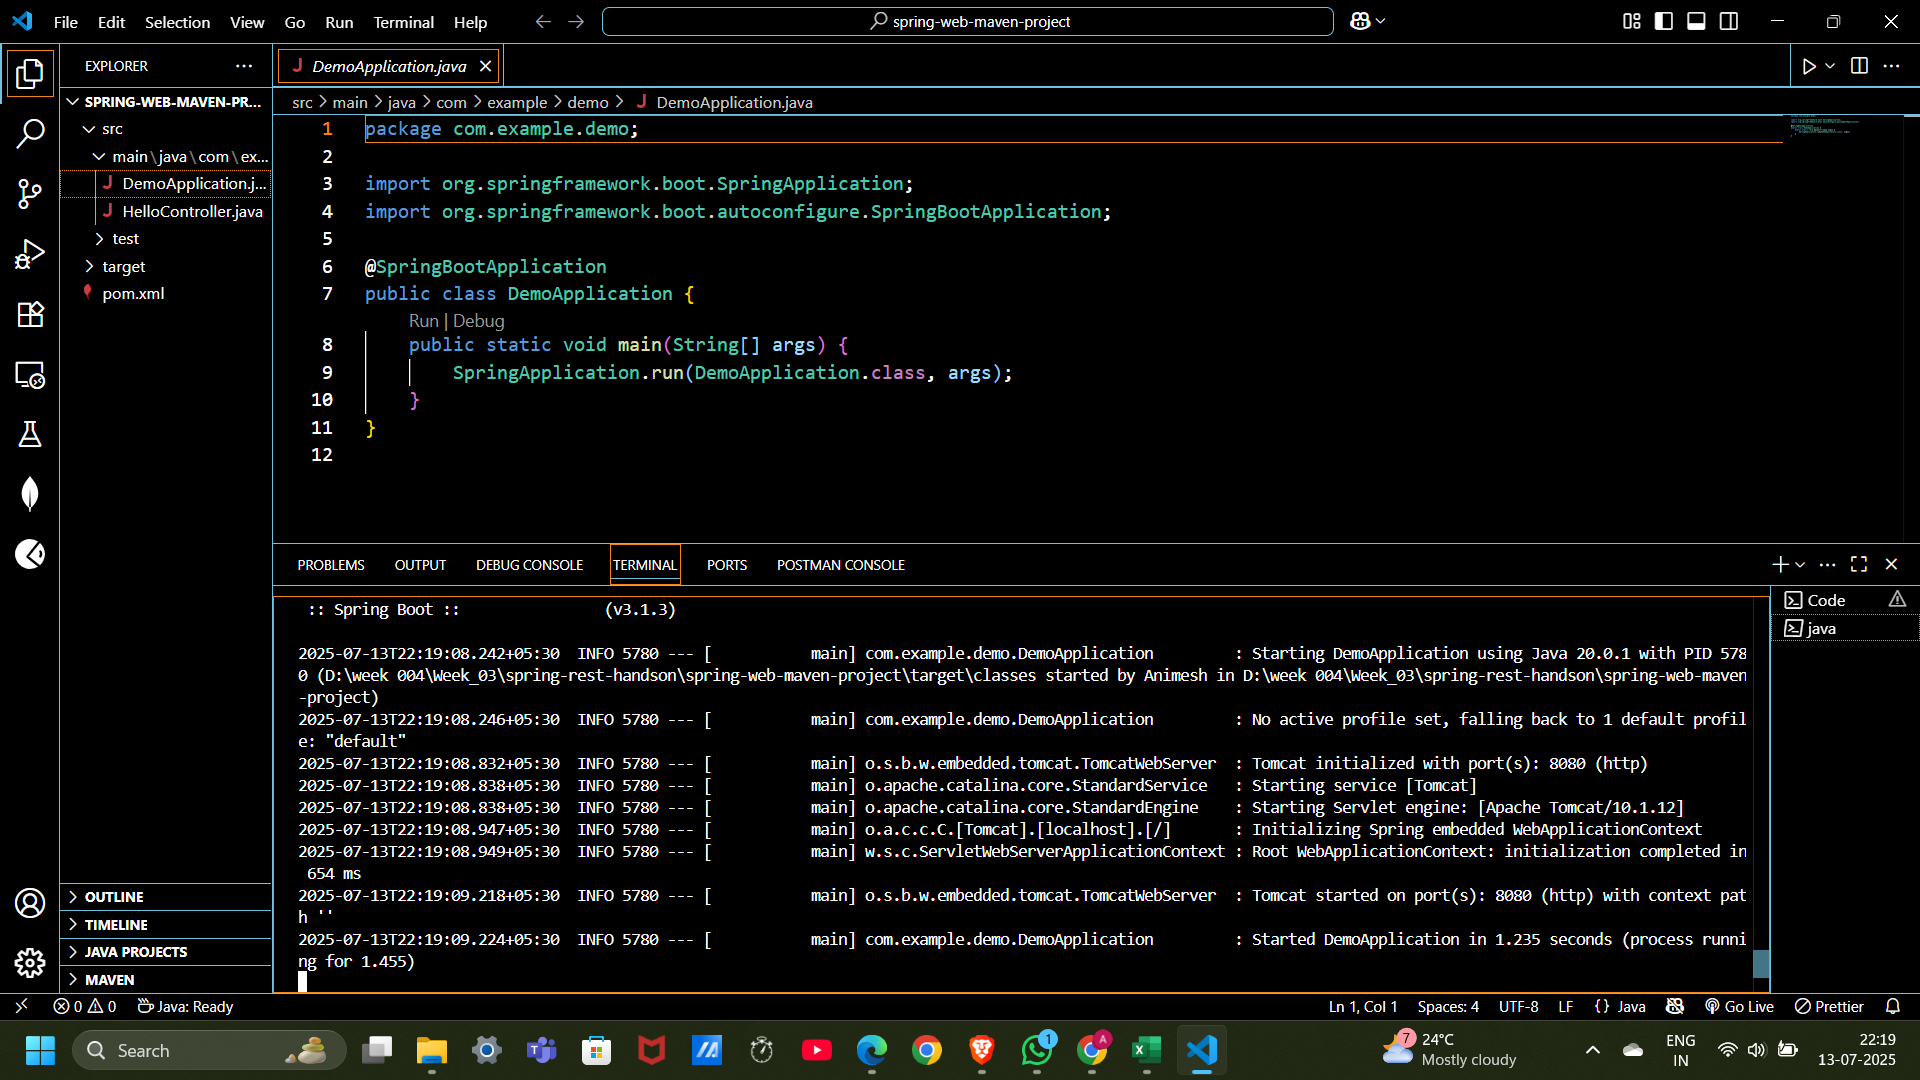 File Edit Selection View Go Run Terminal Help
spring-web-maven-project
EXPLORER
SPRING-WEB-MAVEN-PR...
src
main\java\com\ex...
DemoApplication.j...
HelloController.java
test
target
pom.xml
OUTLINE
TIMELINE
JAVA PROJECTS
MAVEN
DemoApplication.java
src > main > java > com > example > demo > DemoApplication.java
1 package com.example.demo;
2
3 import org.springframework.boot.SpringApplication;
4 import org.springframework.boot.autoconfigure.SpringBootApplication;
5
6 @SpringBootApplication
7 public class DemoApplication {
Run | Debug
8 public static void main(String[] args) {
9 SpringApplication.run(DemoApplication.class, args);
10 }
11 }
12
PROBLEMS OUTPUT DEBUG CONSOLE TERMINAL PORTS POSTMAN CONSOLE
:: Spring Boot :: (v3.1.3)
2025-07-13T22:19:08.242+05:30 INFO 5780 --- [ main] com.example.demo.DemoApplication : Starting DemoApplication using Java 20.0.1 with PID 578
0 (D:\week 004\Week_03\spring-rest-handson\spring-web-maven-project\target\classes started by Animesh in D:\week 004\Week_03\spring-rest-handson\spring-web-maven
-project)
2025-07-13T22:19:08.246+05:30 INFO 5780 --- [ main] com.example.demo.DemoApplication : No active profile set, falling back to 1 default profil
e: "default"
2025-07-13T22:19:08.832+05:30 INFO 5780 --- [ main] o.s.b.w.embedded.tomcat.TomcatWebServer : Tomcat initialized with port(s): 8080 (http)
2025-07-13T22:19:08.838+05:30 INFO 5780 --- [ main] o.apache.catalina.core.StandardService : Starting service [Tomcat]
2025-07-13T22:19:08.838+05:30 INFO 5780 --- [ main] o.apache.catalina.core.StandardEngine : Starting Servlet engine: [Apache Tomcat/10.1.12]
2025-07-13T22:19:08.947+05:30 INFO 5780 --- [ main] o.a.c.c.C.[Tomcat].[localhost].[/] : Initializing Spring embedded WebApplicationContext
2025-07-13T22:19:08.949+05:30 INFO 5780 --- [ main] w.s.c.ServletWebServerApplicationContext : Root WebApplicationContext: initialization completed in
654 ms
2025-07-13T22:19:09.218+05:30 INFO 5780 --- [ main] o.s.b.w.embedded.tomcat.TomcatWebServer : Tomcat started on port(s): 8080 (http) with context pat
h ''
2025-07-13T22:19:09.224+05:30 INFO 5780 --- [ main] com.example.demo.DemoApplication : Started DemoApplication in 1.235 seconds (process runni
ng for 1.455)
Code
java
0 0 Java: Ready
Ln 1, Col 1 Spaces: 4 UTF-8 LF {} Java Go Live Prettier
Search
1
A
7
24°C
Mostly cloudy
ENG
IN
22:19
13-07-2025